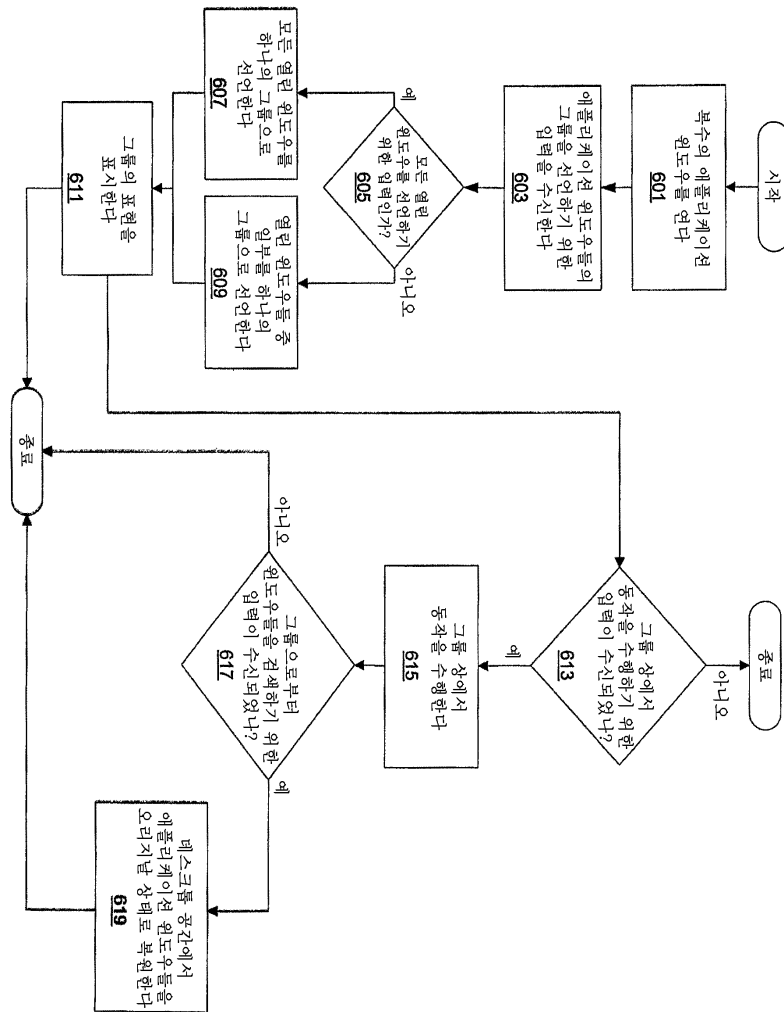 시작
복수의 애플리케이션
윈도우를 연다
601
애플리케이션 윈도우들의
그룹을 선언하기 위한
입력을 수신한다
603
모든 열린
윈도우를 선언하기
위한 입력인가?
605
예
아니오
모든 열린 윈도우를
하나의 그룹으로
선언한다
607
열린 윈도우들 중
일부를 하나의
그룹으로 선언한다
609
그룹의 표현을
표시한다
611
종료
종료
그룹 상에서
동작을 수행하기 위한
입력이 수신되었나?
613
아니오
예
그룹 상에서
동작을 수행한다
615
그룹으로부터
윈도우들을 검색하기 위한
입력이 수신되었나?
617
아니오
예
데스크톱 공간에서
애플리케이션 윈도우들을
오리지날 상태로 복원한다
619